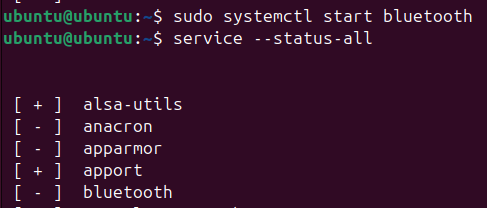 ubuntu@ubuntu:~$ sudo systemctl start bluetooth
ubuntu@ubuntu:~$ service --status-all
[ + ]  alsa-utils
[ - ]  anacron
[ - ]  apparmor
[ + ]  apport
[ - ]  bluetooth